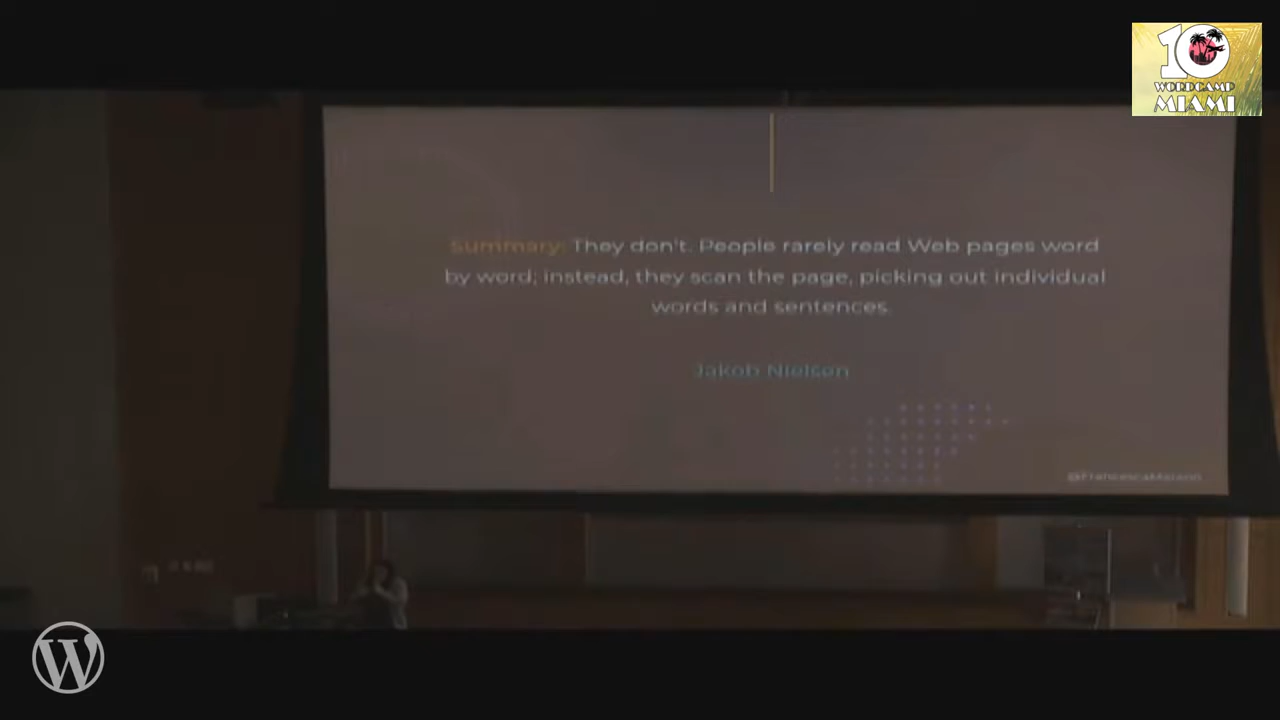 10
WORDCAMP
MIAMI
Summary: They don't. People rarely read Web pages word
by word; instead, they scan the page, picking out individual
words and sentences.
Jakob Nielsen
@FrancescaMarano
W